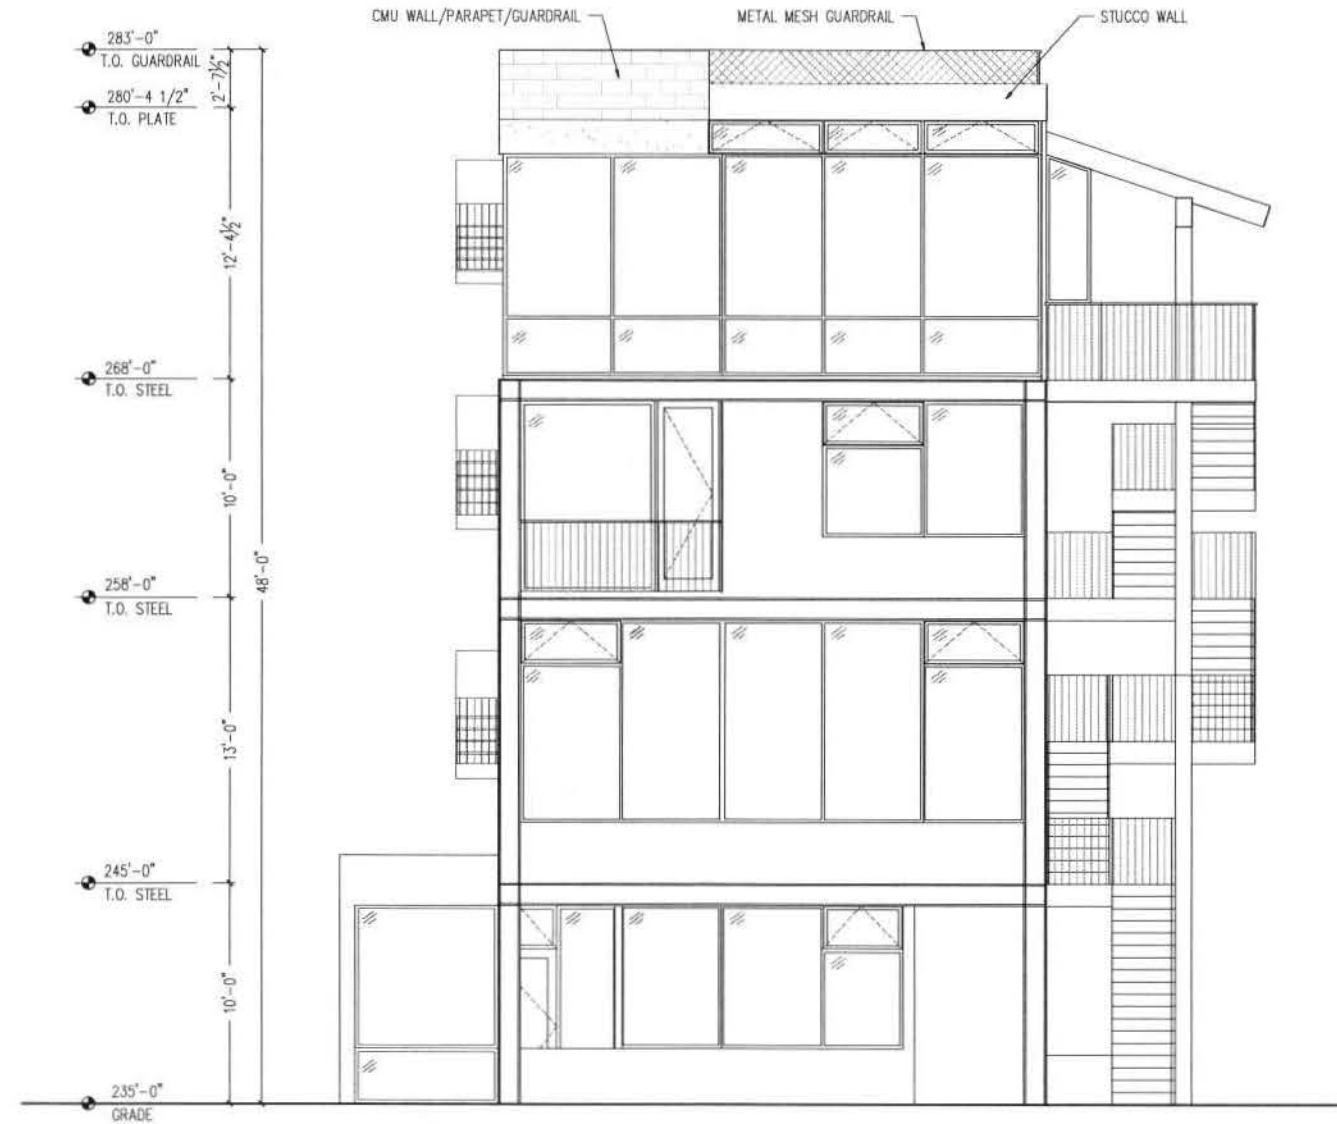 CMU WALL/PARAPET/GUARDRAIL
METAL MESH GUARDRAIL
STUCCO WALL
283'-0"
T.O. GUARDRAIL
2'-7½"
280'-4 1/2"
T.O. PLATE
12'-4½"
268'-0"
T.O. STEEL
10'-0"
258'-0"
T.O. STEEL
48'-0"
13'-0"
245'-0"
T.O. STEEL
10'-0"
235'-0"
GRADE